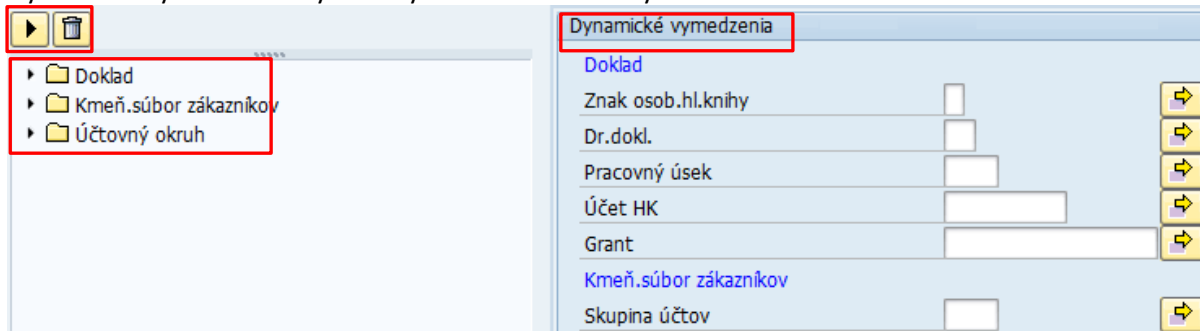 Doklad
Kmeň.súbor zákazníkov
Účtovný okruh
Dynamické vymedzenia
Doklad
Znak osob.hl.knihy
Dr.dokl.
Pracovný úsek
Účet HK
Grant
Kmeň.súbor zákazníkov
Skupina účtov